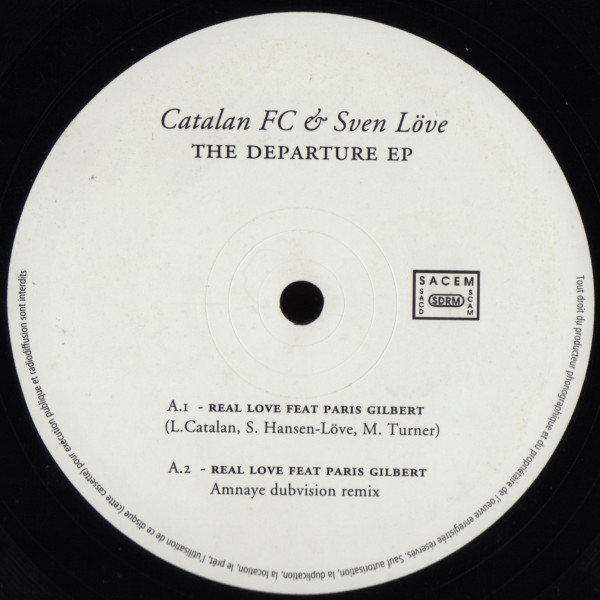 Catalan FC & Sven Löve
THE DEPARTURE EP
SACEM
SACD
SDRM
SCAM
A.1 - REAL LOVE FEAT PARIS GILBERT
(L.Catalan, S. Hansen-Löve, M. Turner)
A.2 - REAL LOVE FEAT PARIS GILBERT
Amnaye dubvision remix
Tout droit du producteur phonographique et du propriétaire de l'oeuvre enregistrée réservés. Sauf autorisation, la duplication, la location, le prêt, l'utilisation de ce disque (cette cassette) pour exécution publique et radiodiffusion sont interdits